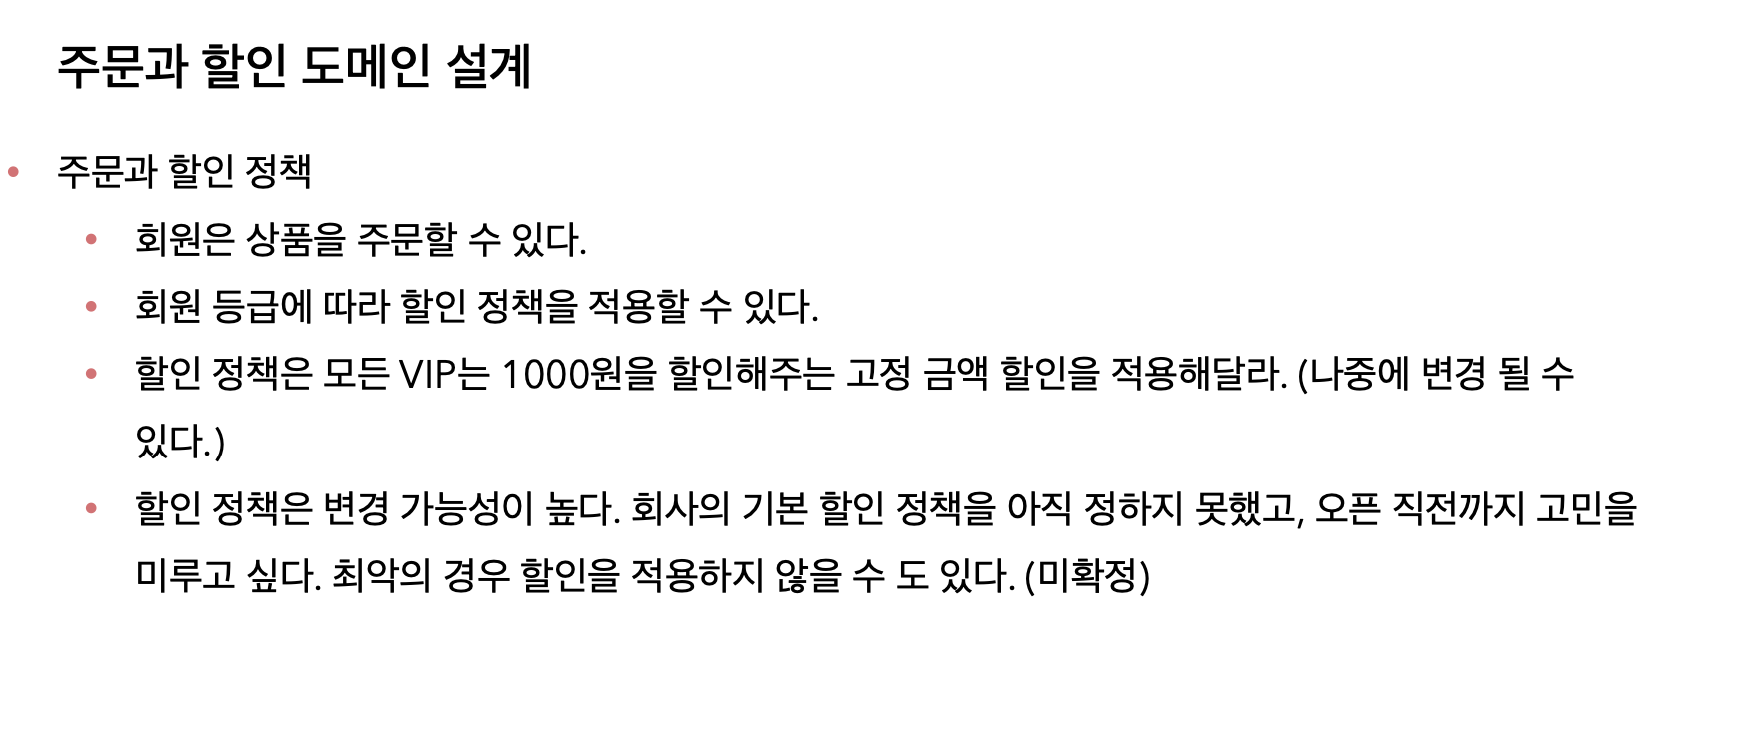 주문과 할인 도메인 설계
• 주문과 할인 정책
• 회원은 상품을 주문할 수 있다.
• 회원 등급에 따라 할인 정책을 적용할 수 있다.
• 할인 정책은 모든 VIP는 1000원을 할인해주는 고정 금액 할인을 적용해달라. (나중에 변경 될 수
있다.)
• 할인 정책은 변경 가능성이 높다. 회사의 기본 할인 정책을 아직 정하지 못했고, 오픈 직전까지 고민을
미루고 싶다. 최악의 경우 할인을 적용하지 않을 수 도 있다. (미확정)